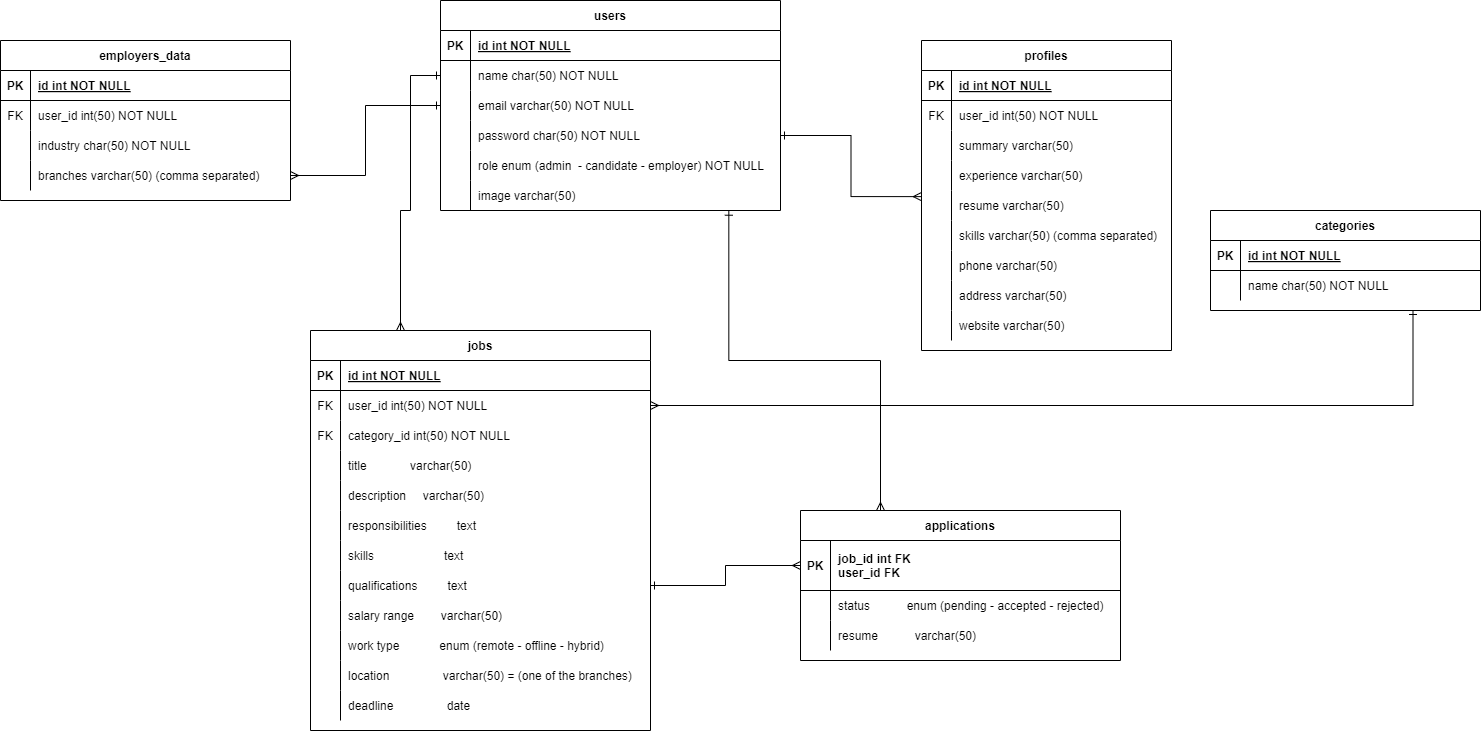 users
PK id int NOT NULL
name char(50) NOT NULL
email varchar(50) NOT NULL
password char(50) NOT NULL
role enum (admin - candidate - employer) NOT NULL
image varchar(50)
employers_data
PK id int NOT NULL
FK user_id int(50) NOT NULL
industry char(50) NOT NULL
branches varchar(50) (comma separated)
profiles
PK id int NOT NULL
FK user_id int(50) NOT NULL
summary varchar(50)
experience varchar(50)
resume varchar(50)
skills varchar(50) (comma separated)
phone varchar(50)
address varchar(50)
website varchar(50)
categories
PK id int NOT NULL
name char(50) NOT NULL
jobs
PK id int NOT NULL
FK user_id int(50) NOT NULL
FK category_id int(50) NOT NULL
title varchar(50)
description varchar(50)
responsibilities text
skills text
qualifications text
salary range varchar(50)
work type enum (remote - offline - hybrid)
location varchar(50) = (one of the branches)
deadline date
applications
PK job_id int FK
user_id FK
status enum (pending - accepted - rejected)
resume varchar(50)